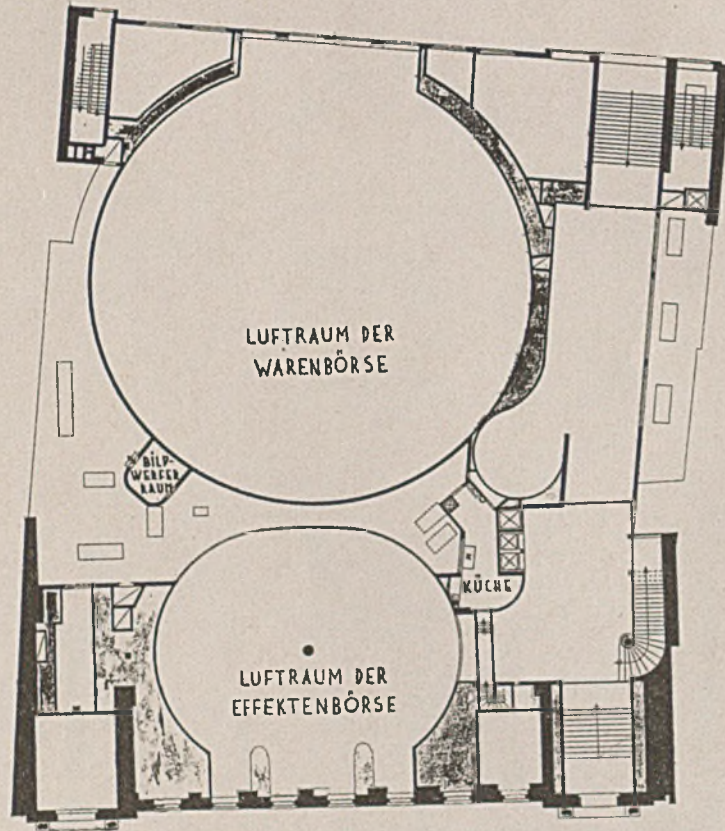 LUFTRAUM DER
WARENBÖRSE
BILD-
WERFER
RAUM
KÜCHE
LUFTRAUM DER
EFFEKTENBÖRSE